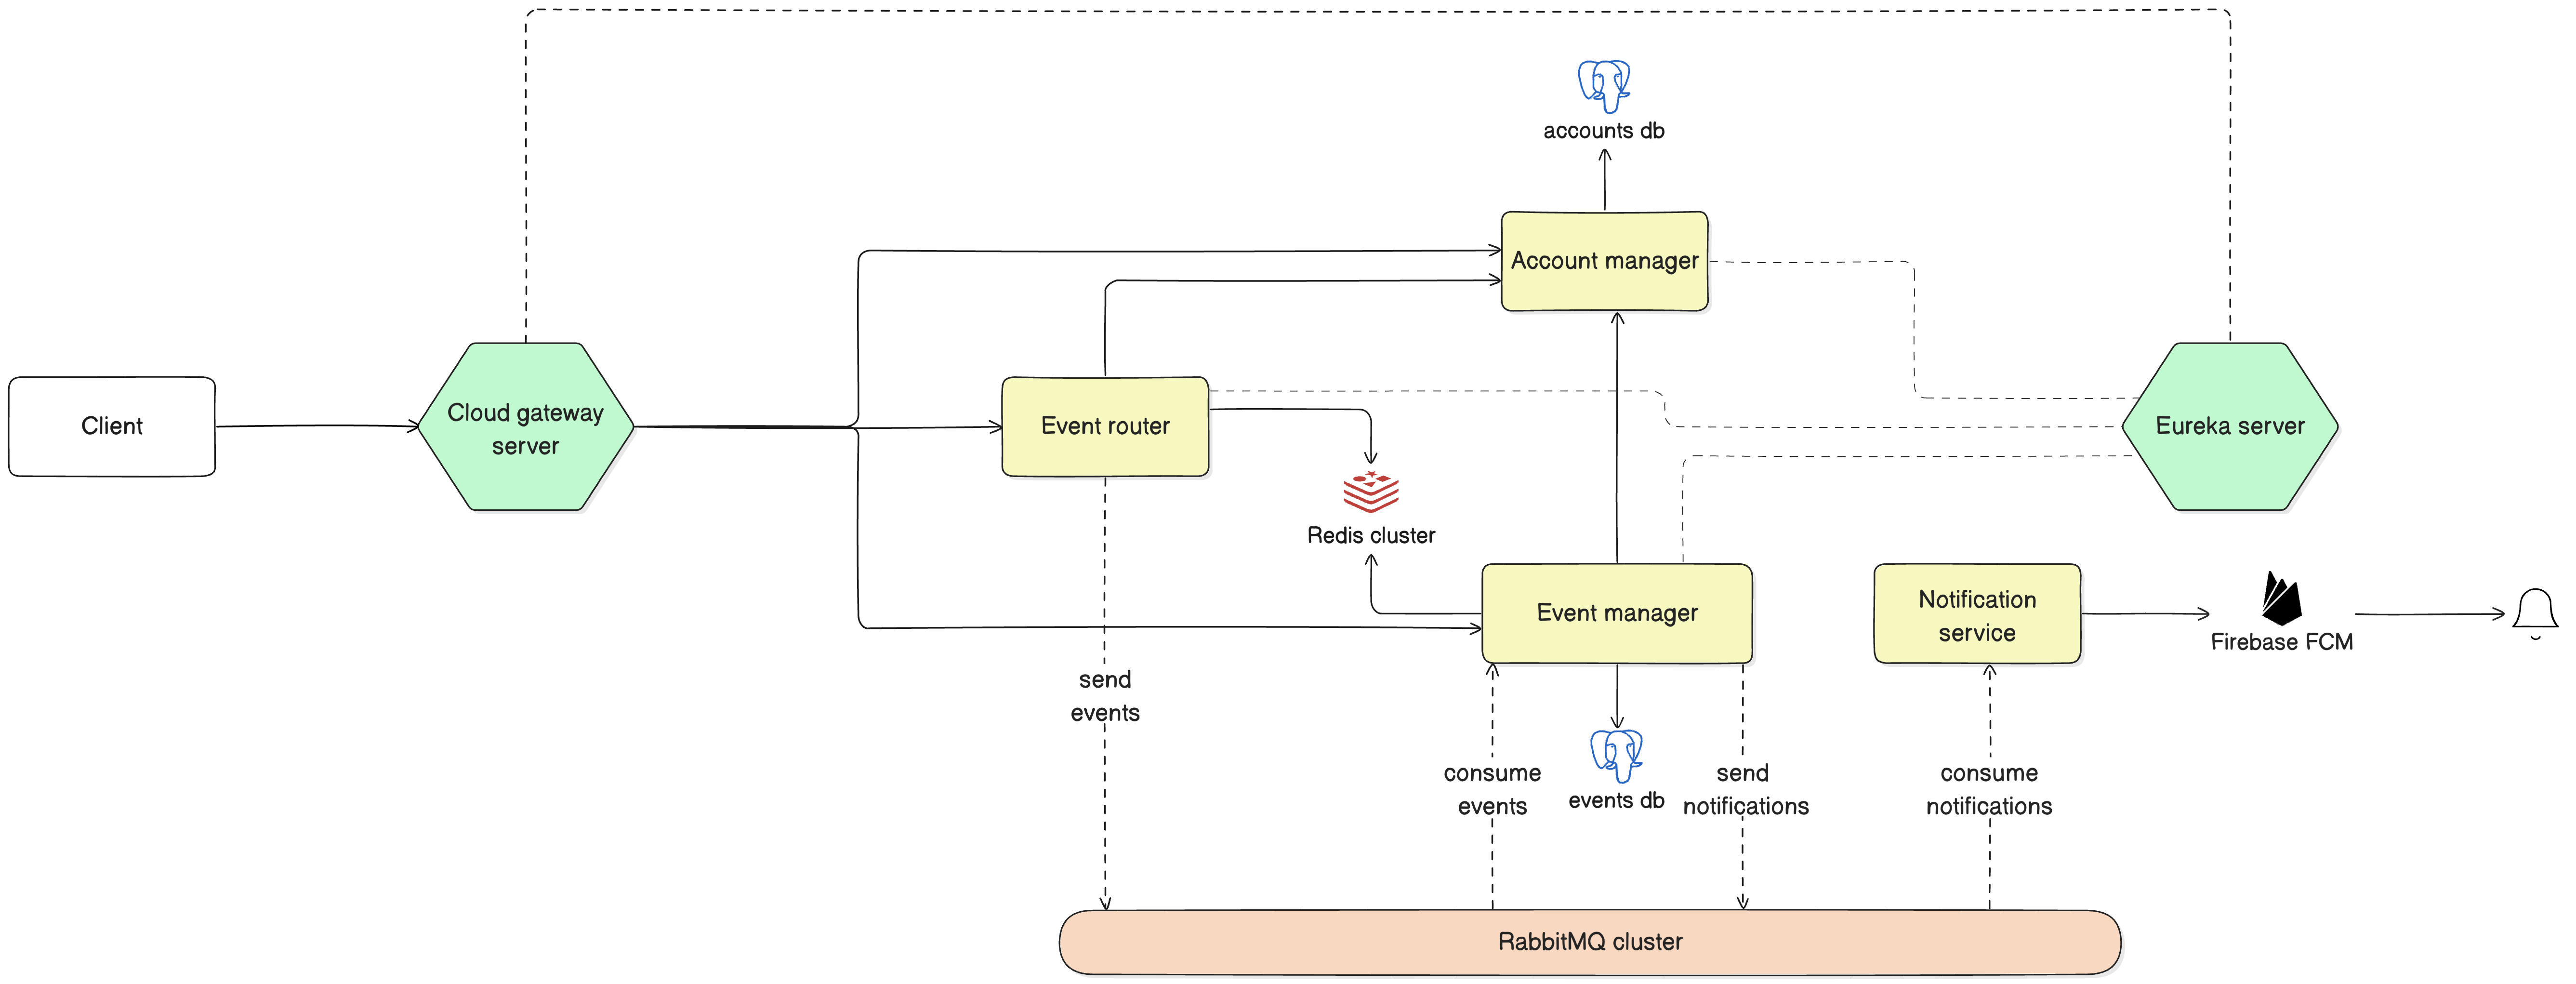 accounts db
Account manager
Client
Cloud gateway
server
Event router
Eureka server
Redis cluster
Event manager
Notification
service
Firebase FCM
send
events
consume
events
events db
send
notifications
consume
notifications
RabbitMQ cluster